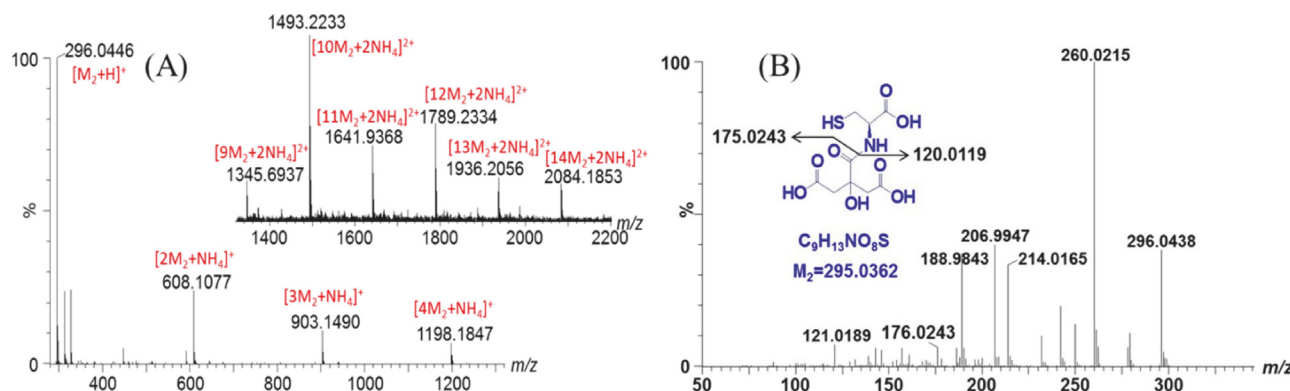 1493.2233
100
296.0446
(A)
[M₂+H]⁺
[10M₂+2NH₄]²⁺
[12M₂+2NH₄]²⁺
1789.2334
[11M₂+2NH₄]²⁺
1641.9368
[9M₂+2NH₄]²⁺
1345.6937
[13M₂+2NH₄]²⁺
1936.2056
[14M₂+2NH₄]²⁺
2084.1853
%
m/z
1400 1600 1800 2000 2200
[2M₂+NH₄]⁺
608.1077
[3M₂+NH₄]⁺
903.1490
[4M₂+NH₄]⁺
1198.1847
0
m/z
400 600 800 1000 1200
100
(B)
260.0215
O
HS
OH
NH
175.0243
120.0119
O
O
O
HO
OH
OH
%
C₉H₁₃NO₈S
M₂=295.0362
206.9947
188.9843
214.0165
296.0438
121.0189
176.0243
0
m/z
50 100 150 200 250 300